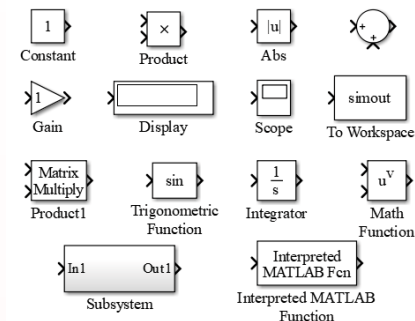 1
×
|u|
+
+
Constant
Product
Abs
1
simout
Gain
Display
Scope
To Workspace
Matrix
Multiply
sin
1
s
u^v
Product1
Trigonometric
Function
Integrator
Math
Function
In1 Out1
Interpreted
MATLAB Fcn
Subsystem
Interpreted MATLAB
Function